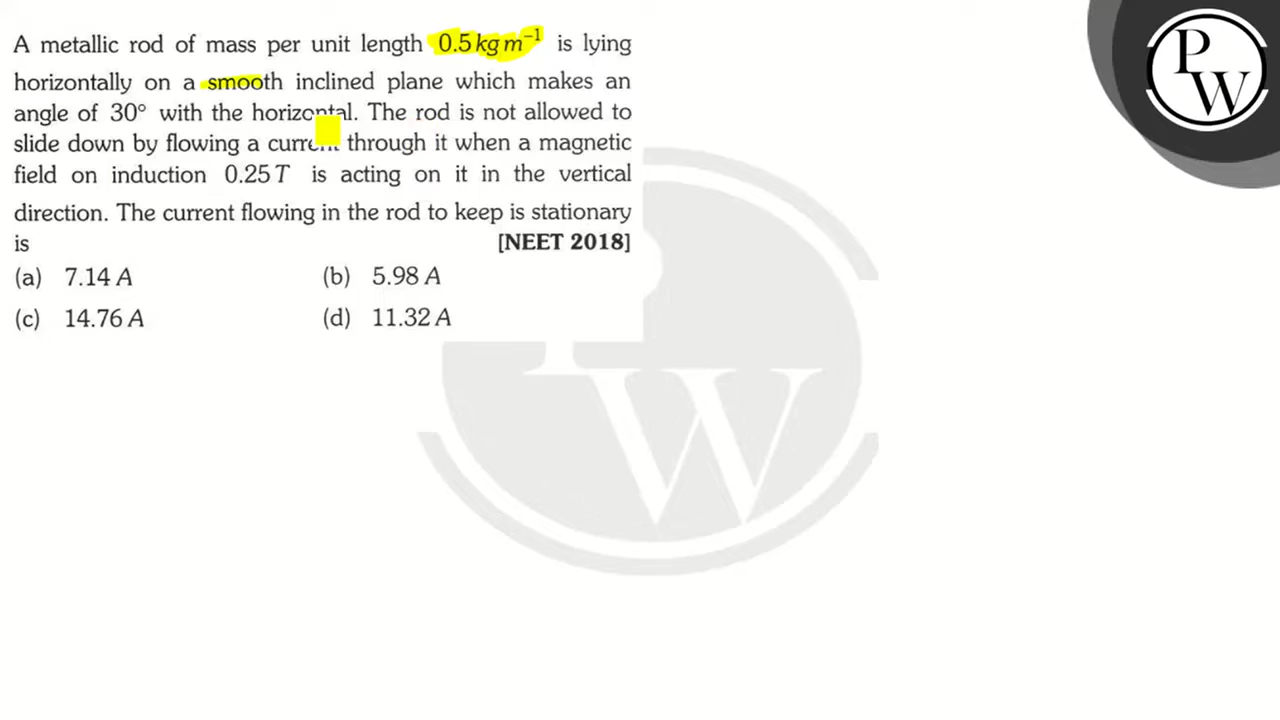 A metallic rod of mass per unit length 0.5 kg m⁻¹ is lying
horizontally on a smooth inclined plane which makes an
angle of 30° with the horizontal. The rod is not allowed to
slide down by flowing a current through it when a magnetic
field on induction 0.25 T is acting on it in the vertical
direction. The current flowing in the rod to keep is stationary
is [NEET 2018]
(a) 7.14 A (b) 5.98 A
(c) 14.76 A (d) 11.32 A
P
W
W